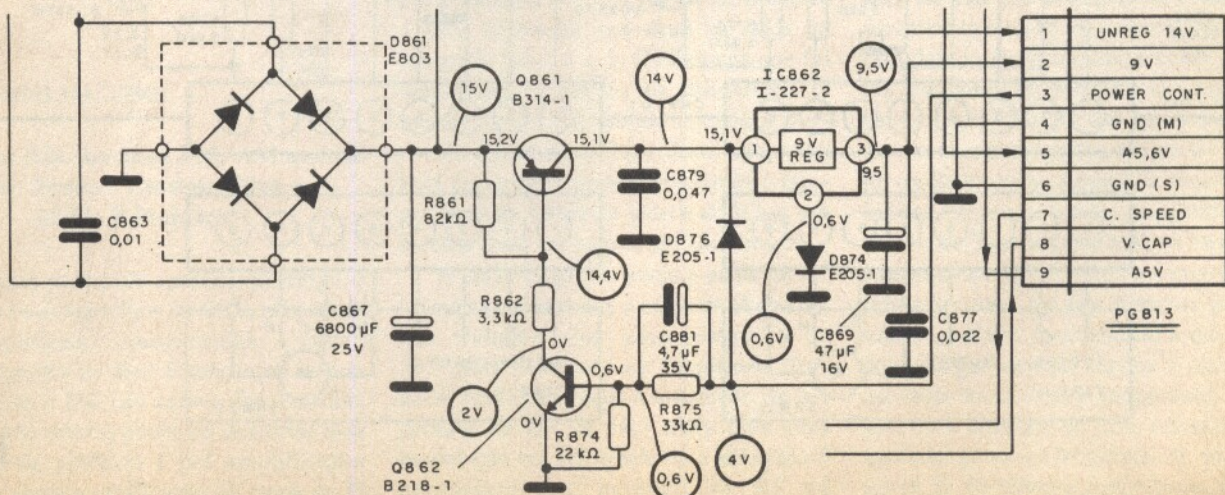 D861
E803
C863
0,01
C867
6800µF
25V
15V
15,2V
Q861
B314-1
15,1V
R861
82kΩ
14,4V
R862
3,3kΩ
0V
2V
0V
Q862
B218-1
0,6V
R874
22kΩ
C881
4,7µF
35V
R875
33kΩ
0,6V
4V
14V
C879
0,047
15,1V
D876
E205-1
IC862
I-227-2
1
9V
REG
3
2
9,5V
9,5
0,6V
0,6V
D874
E205-1
C869
47µF
16V
C877
0,022
1 UNREG 14V
2 9V
3 POWER CONT.
4 GND (M)
5 A5,6V
6 GND (S)
7 C. SPEED
8 V. CAP
9 A5V
PG813